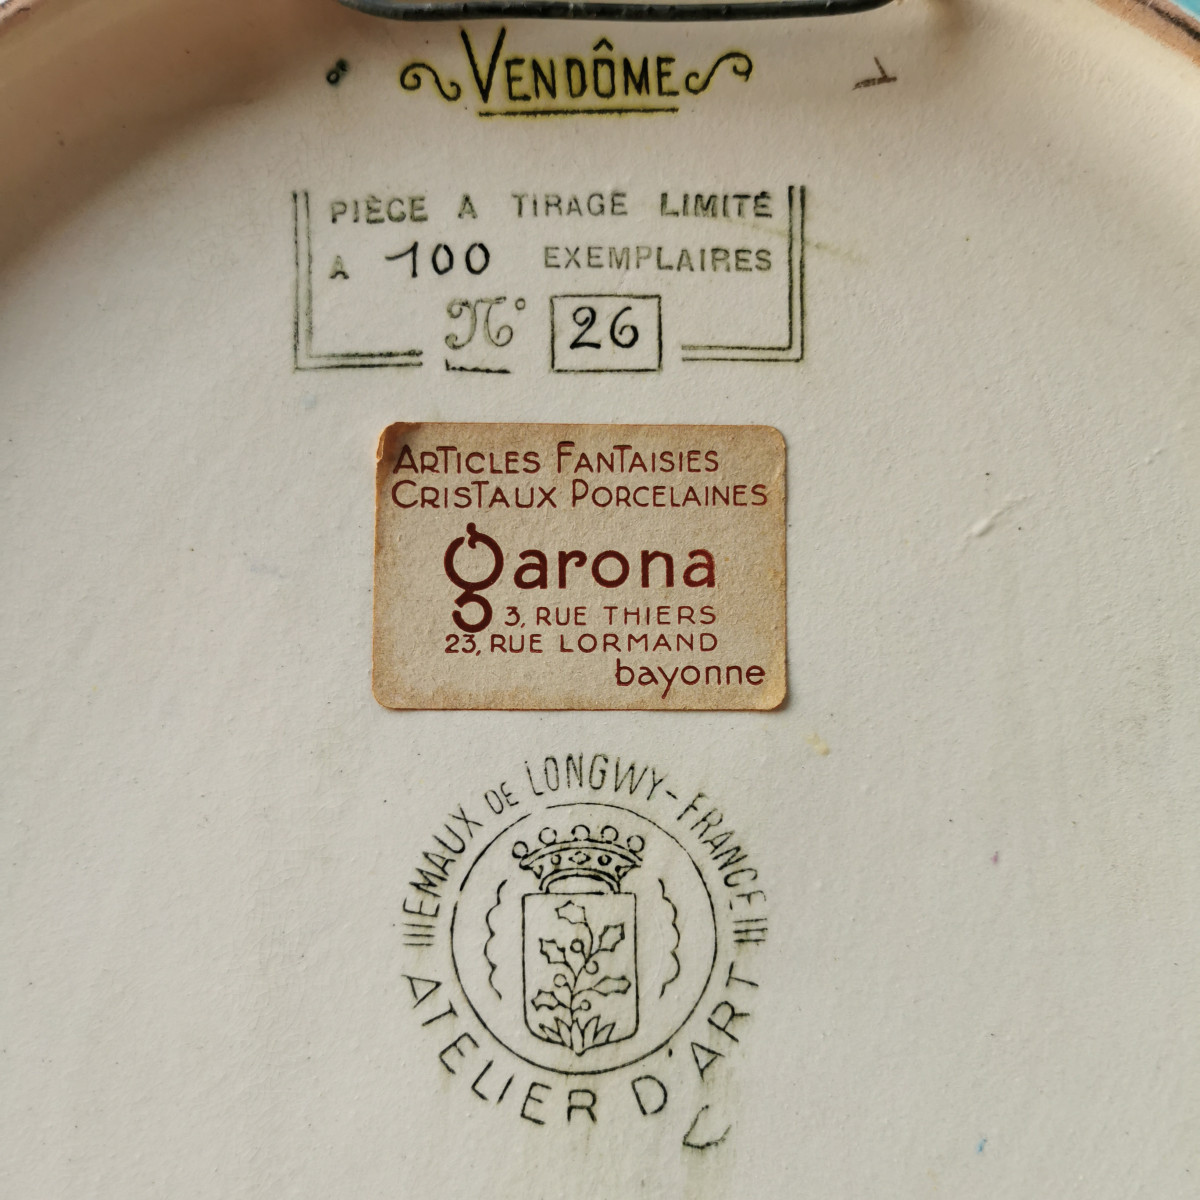 VENDÔME
PIÈCE A TIRAGE LIMITÉ
A 100 EXEMPLAIRES
N° 26
ARTICLES FANTAISIES
CRISTAUX PORCELAINES
garona
3, RUE THIERS
23, RUE LORMAND
bayonne
EMAUX DE LONGWY-FRANCE
ATELIER D'ART